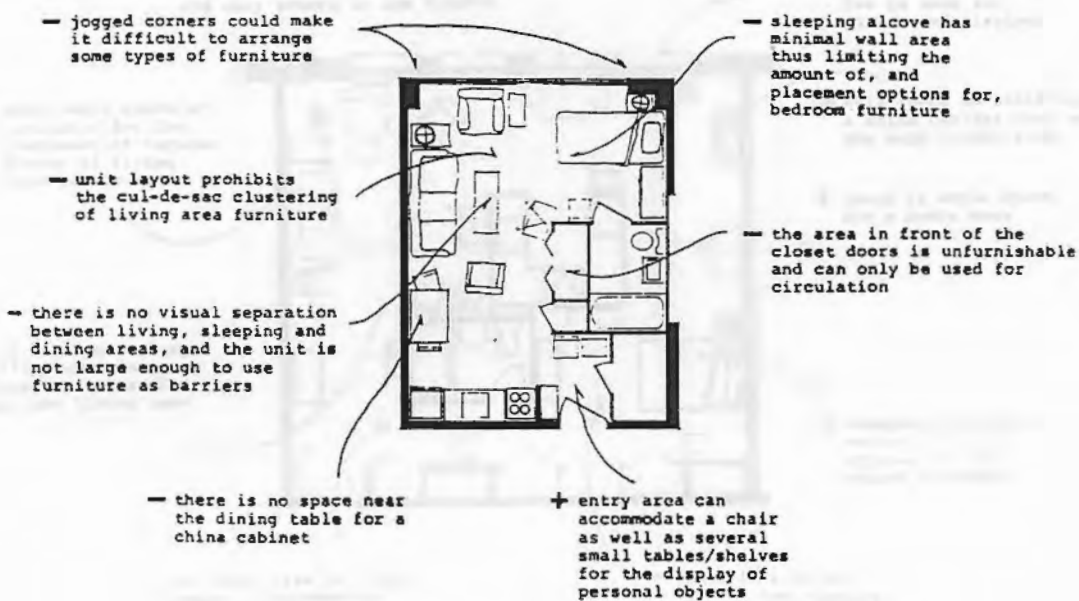 — jogged corners could make
it difficult to arrange
some types of furniture
— sleeping alcove has
minimal wall area
thus limiting the
amount of, and
placement options for,
bedroom furniture
— unit layout prohibits
the cul-de-sac clustering
of living area furniture
— the area in front of the
closet doors is unfurnishable
and can only be used for
circulation
— there is no visual separation
between living, sleeping and
dining areas, and the unit is
not large enough to use
furniture as barriers
— there is no space near
the dining table for a
china cabinet
+ entry area can
accommodate a chair
as well as several
small tables/shelves
for the display of
personal objects